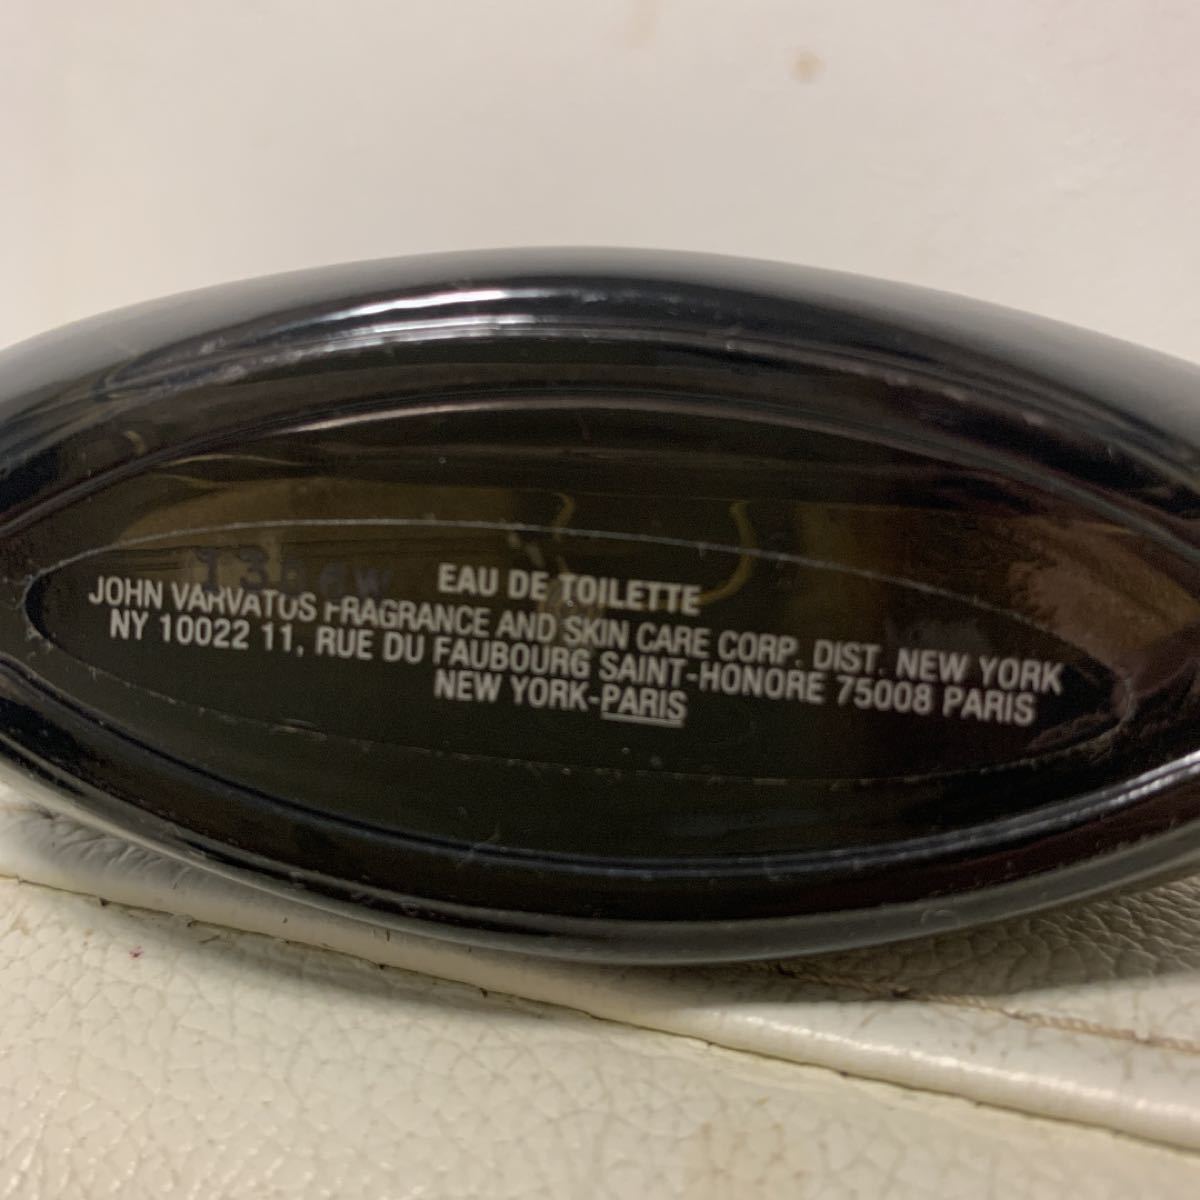 EAU DE TOILETTE
JOHN VARVATOS FRAGRANCE AND SKIN CARE CORP. DIST. NEW YORK
NY 10022 11, RUE DU FAUBOURG SAINT-HONORE 75008 PARIS
NEW YORK-PARIS